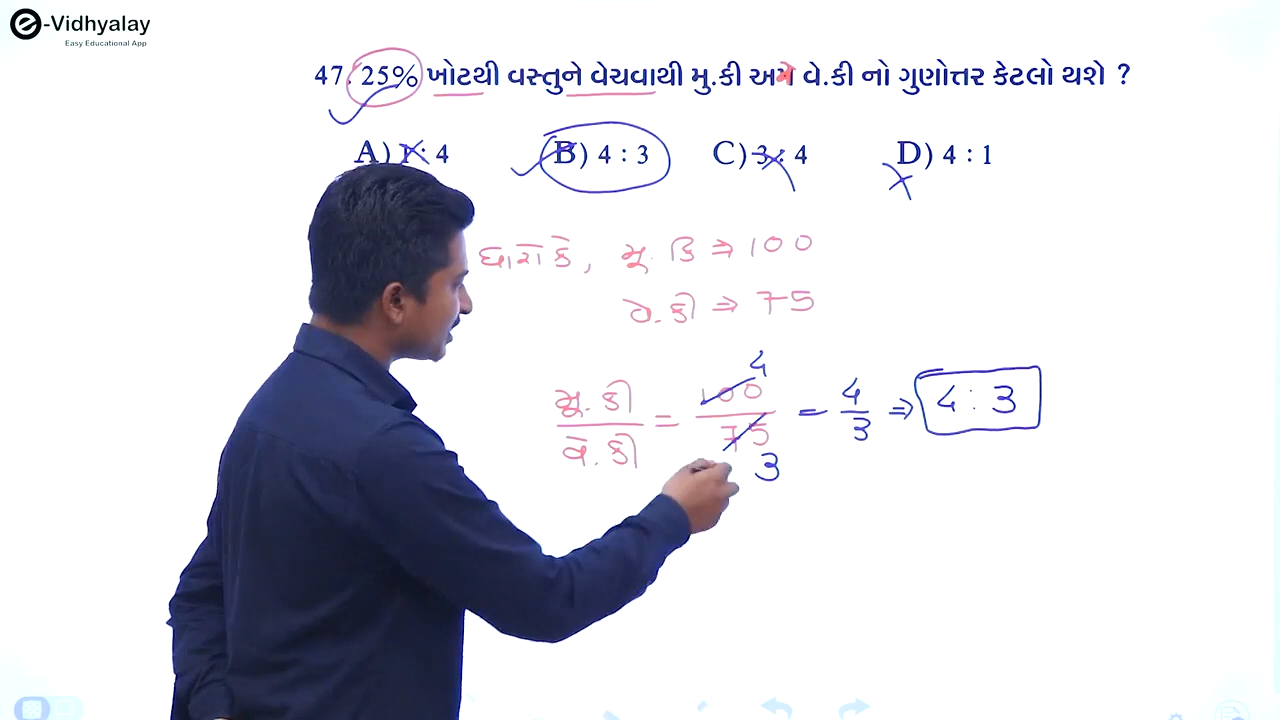 e-Vidhyalay
Easy Educational App
47. 25% ખોટથી વસ્તુને વેચવાથી મુ.કી અને વે.કી નો ગુણોત્તર કેટલો થશે ?
A) 1 : 4 B) 4 : 3 C) 3 : 4 D) 4 : 1
ધારો કે, મૂ. કિ ⇒ 100
વે. કી ⇒ 75
મૂ. કી / વે. કી = 100 / 75 = 4 / 3 ⇒ 4 : 3
4
3